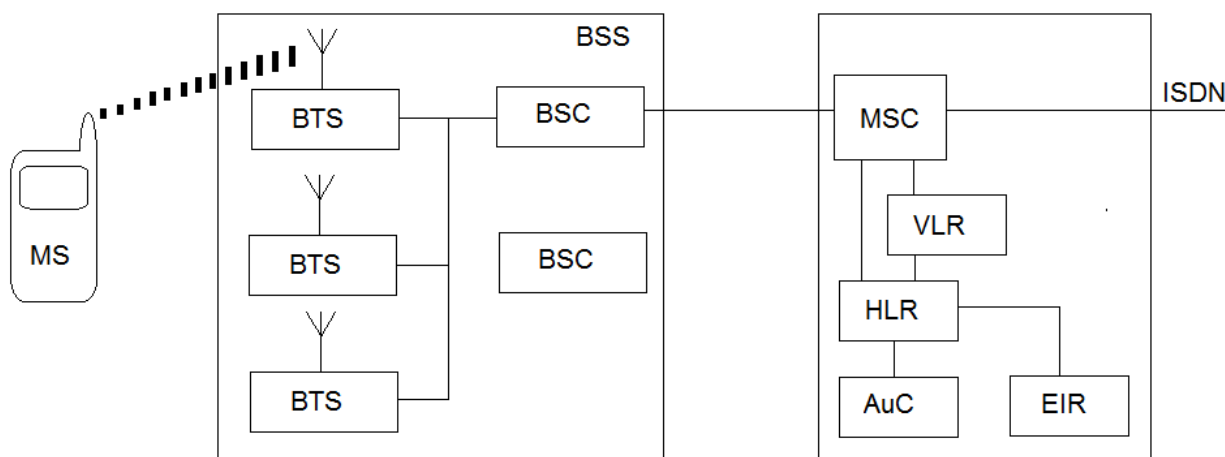 BSS
ISDN
BTS
BSC
MSC
MS
BTS
BSC
VLR
HLR
BTS
AuC
EIR